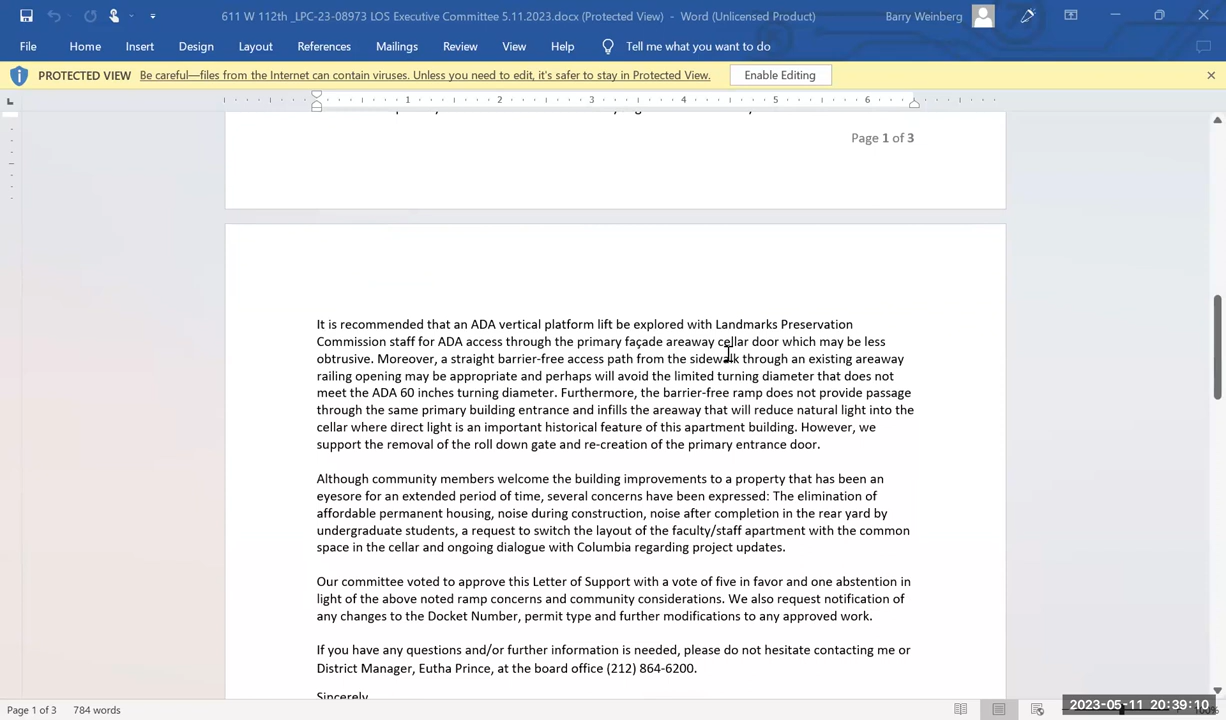 611 W 112th _LPC-23-08973 LOS Executive Committee 5.11.2023.docx (Protected View) - Word (Unlicensed Product)
Barry Weinberg
File Home Insert Design Layout References Mailings Review View Help Tell me what you want to do
PROTECTED VIEW Be careful—files from the Internet can contain viruses. Unless you need to edit, it's safer to stay in Protected View. Enable Editing
1 2 3 4 5 6
Page 1 of 3
It is recommended that an ADA vertical platform lift be explored with Landmarks Preservation
Commission staff for ADA access through the primary façade areaway cellar door which may be less
obtrusive. Moreover, a straight barrier-free access path from the sidewalk through an existing areaway
railing opening may be appropriate and perhaps will avoid the limited turning diameter that does not
meet the ADA 60 inches turning diameter. Furthermore, the barrier-free ramp does not provide passage
through the same primary building entrance and infills the areaway that will reduce natural light into the
cellar where direct light is an important historical feature of this apartment building. However, we
support the removal of the roll down gate and re-creation of the primary entrance door.
Although community members welcome the building improvements to a property that has been an
eyesore for an extended period of time, several concerns have been expressed: The elimination of
affordable permanent housing, noise during construction, noise after completion in the rear yard by
undergraduate students, a request to switch the layout of the faculty/staff apartment with the common
space in the cellar and ongoing dialogue with Columbia regarding project updates.
Our committee voted to approve this Letter of Support with a vote of five in favor and one abstention in
light of the above noted ramp concerns and community considerations. We also request notification of
any changes to the Docket Number, permit type and further modifications to any approved work.
If you have any questions and/or further information is needed, please do not hesitate contacting me or
District Manager, Eutha Prince, at the board office (212) 864-6200.
Sincerely
Page 1 of 3 784 words
2023-05-11 20:39:10